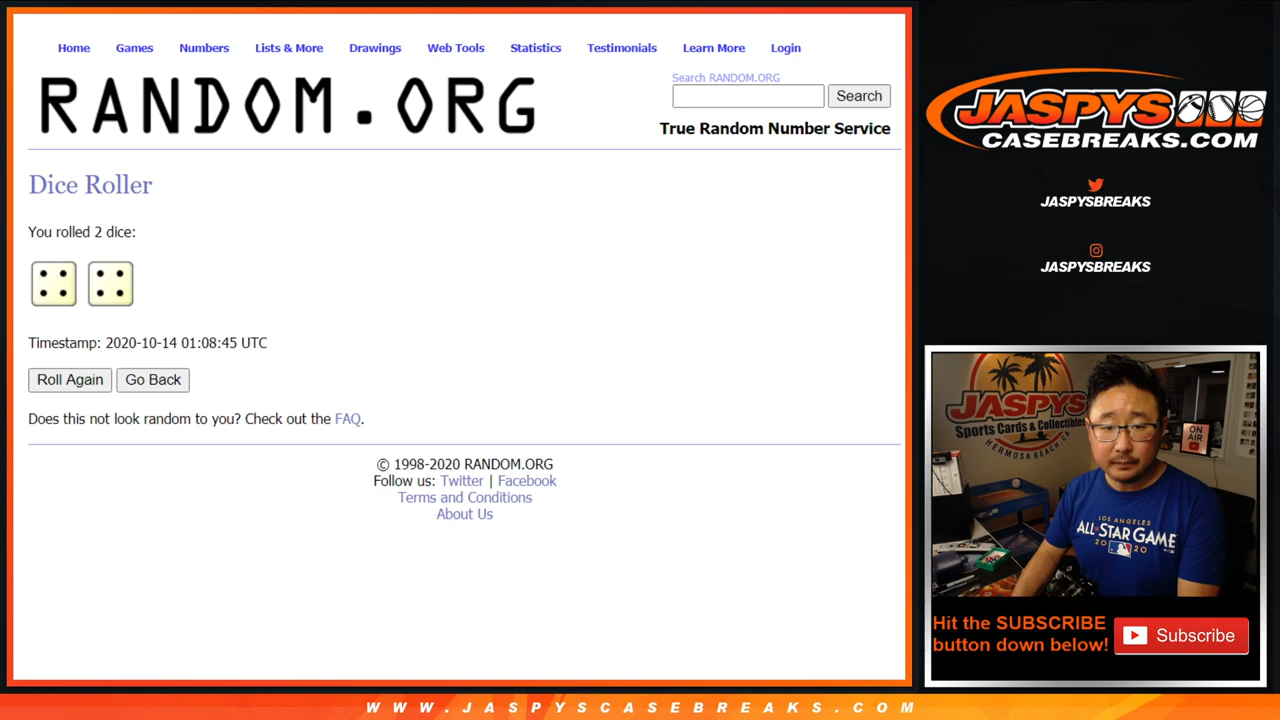 Home Games Numbers Lists & More Drawings Web Tools Statistics Testimonials Learn More Login
RANDOM.ORG
Search RANDOM.ORG
Search
True Random Number Service
Dice Roller
You rolled 2 dice:
Timestamp: 2020-10-14 01:08:45 UTC
Roll Again Go Back
Does this not look random to you? Check out the FAQ.
© 1998-2020 RANDOM.ORG
Follow us: Twitter | Facebook
Terms and Conditions
About Us
JASPYS
CASEBREAKS.COM
JASPYSBREAKS
JASPYSBREAKS
JASPYS
Sports Cards & Collectibles
HERMOSA BEACH, CA
ON
AIR
LOS ANGELES
ALL★STAR GAME
2020
Hit the SUBSCRIBE
button down below!
Subscribe
WWW.JASPYSCASEBREAKS.COM